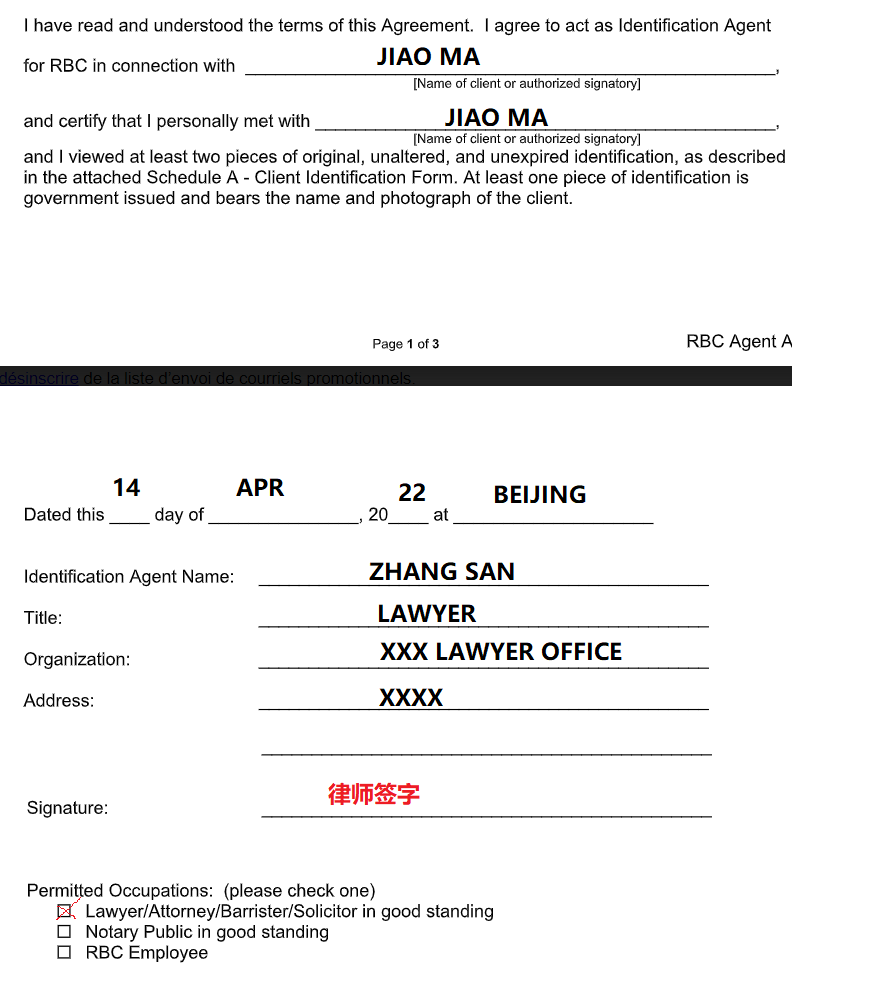 I have read and understood the terms of this Agreement.  I agree to act as Identification Agent
for RBC in connection with JIAO MA,
[Name of client or authorized signatory]
and certify that I personally met with JIAO MA,
[Name of client or authorized signatory]
and I viewed at least two pieces of original, unaltered, and unexpired identification, as described
in the attached Schedule A - Client Identification Form. At least one piece of identification is
government issued and bears the name and photograph of the client.
Page 1 of 3 RBC Agent A
désinscrire de la liste d'envoi de courriels promotionnels.
Dated this 14 day of APR, 20 22 at BEIJING
Identification Agent Name: ZHANG SAN
Title: LAWYER
Organization: XXX LAWYER OFFICE
Address: XXXX
Signature: 律师签字
Permitted Occupations:  (please check one)
☒ Lawyer/Attorney/Barrister/Solicitor in good standing
☐ Notary Public in good standing
☐ RBC Employee